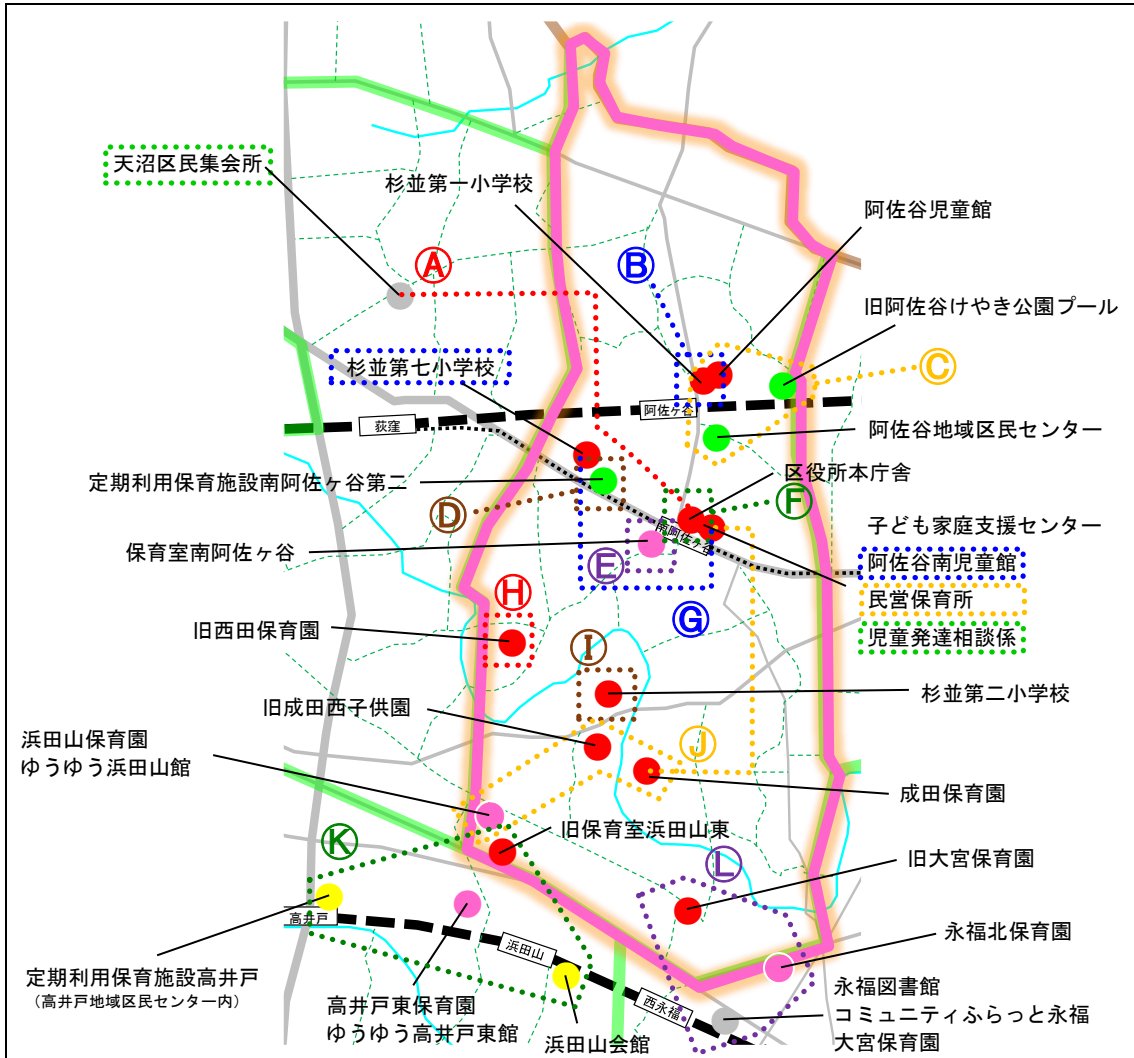 天沼区民集会所
杉並第一小学校
阿佐谷児童館
Ⓐ
Ⓑ
旧阿佐谷けやき公園プール
杉並第七小学校
Ⓒ
阿佐ヶ谷
荻窪
阿佐谷地域区民センター
定期利用保育施設南阿佐ヶ谷第二
区役所本庁舎
Ⓓ
Ⓕ
南阿佐ヶ谷
子ども家庭支援センター
保育室南阿佐ヶ谷
阿佐谷南児童館
Ⓔ
民営保育所
Ⓗ
Ⓖ
旧西田保育園
児童発達相談係
Ⓘ
杉並第二小学校
旧成田西子供園
浜田山保育園
ゆうゆう浜田山館
Ⓙ
成田保育園
旧保育室浜田山東
Ⓚ
Ⓛ
旧大宮保育園
高井戸
浜田山
永福北保育園
定期利用保育施設高井戸
（高井戸地域区民センター内）
高井戸東保育園
ゆうゆう高井戸東館
浜田山会館
西永福
永福図書館
コミュニティふらっと永福
大宮保育園